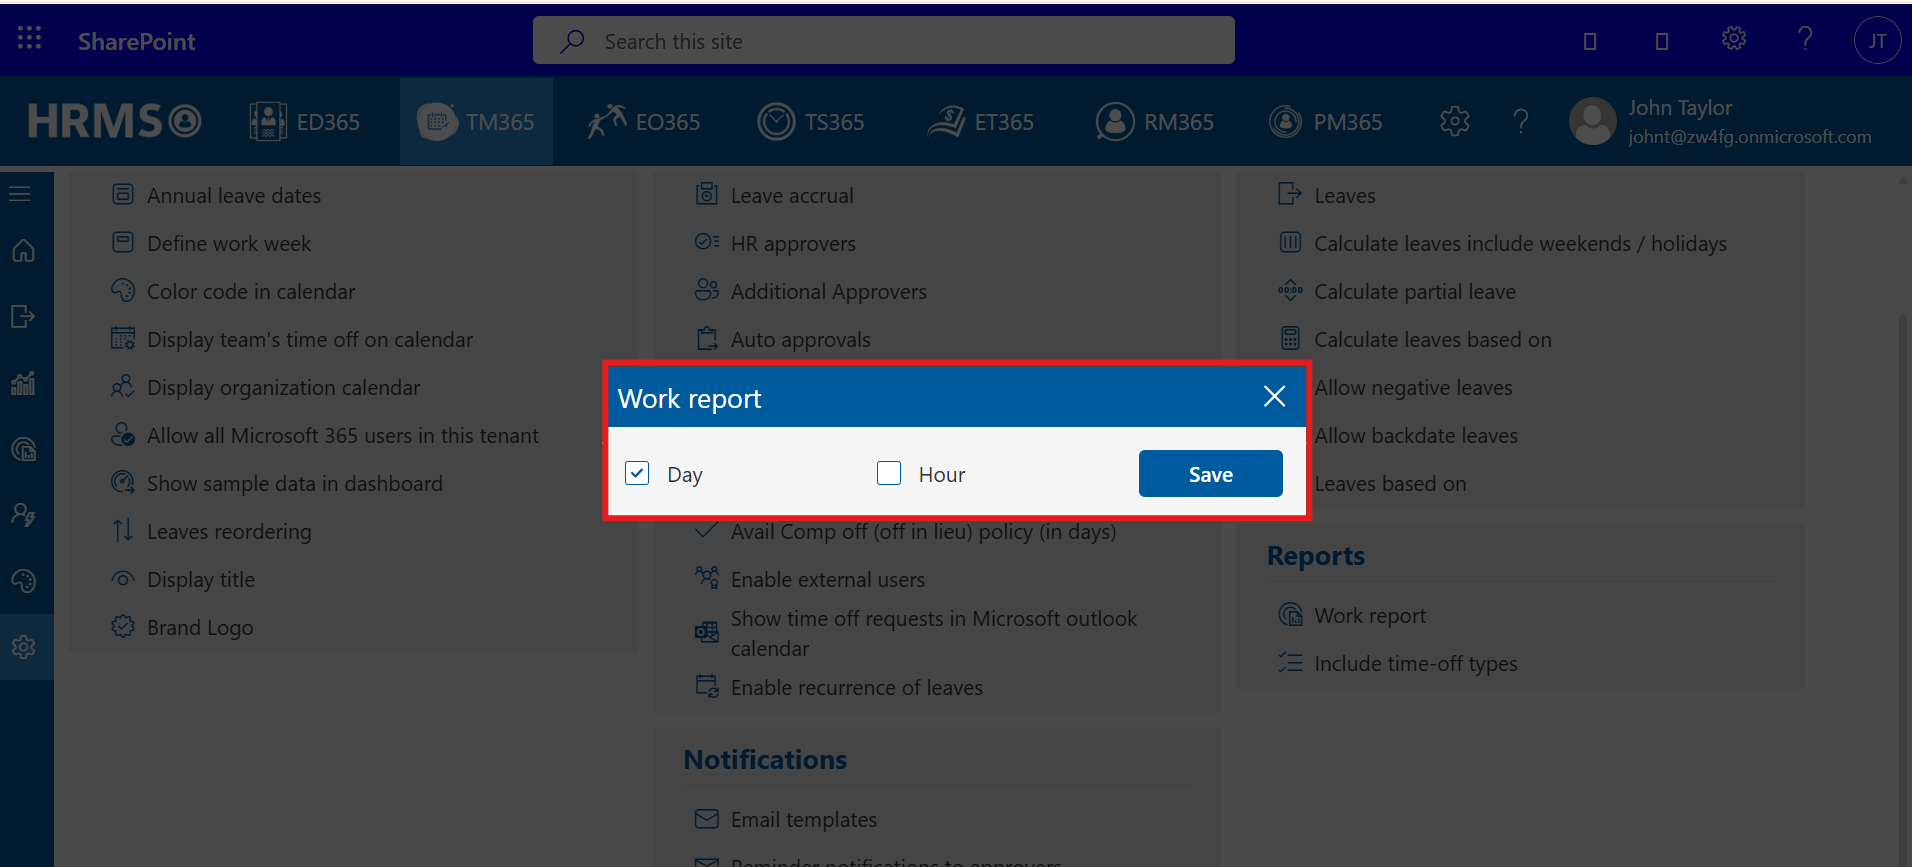 SharePoint
Search this site
JT
HRMS
ED365
TM365
EO365
TS365
ET365
RM365
PM365
John Taylor
johnt@zw4fg.onmicrosoft.com
Annual leave dates
Define work week
Color code in calendar
Display team's time off on calendar
Display organization calendar
Allow all Microsoft 365 users in this tenant
Show sample data in dashboard
Leaves reordering
Display title
Brand Logo
Leave accrual
HR approvers
Additional Approvers
Auto approvals
Work report
Day
Hour
Save
Avail Comp off (off in lieu) policy (in days)
Enable external users
Show time off requests in Microsoft outlook
calendar
Enable recurrence of leaves
Notifications
Email templates
Reminder notifications to approvers
Leaves
Calculate leaves include weekends / holidays
Calculate partial leave
Calculate leaves based on
Allow negative leaves
Allow backdate leaves
Leaves based on
Reports
Work report
Include time-off types